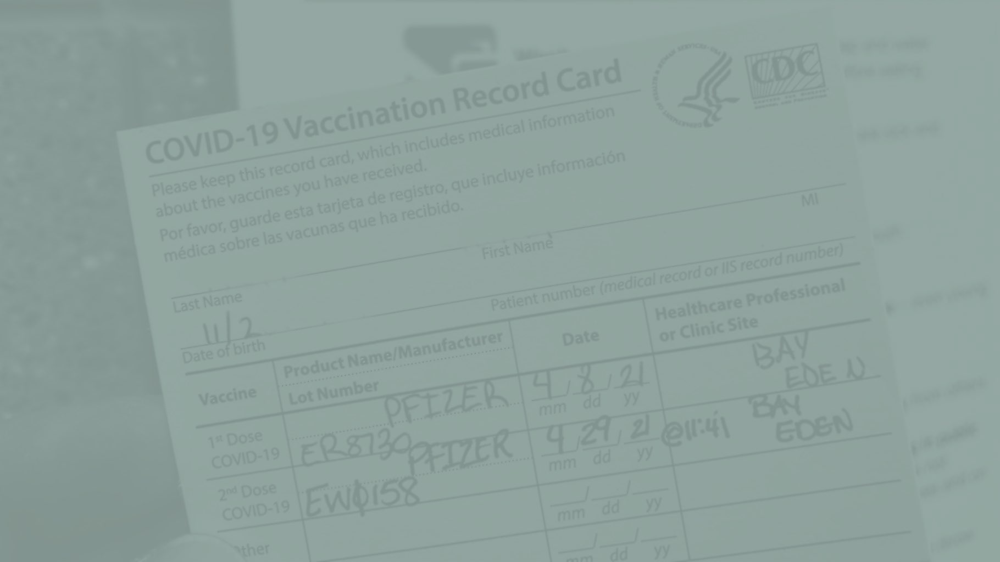 COVID-19 Vaccination Record Card
CDC
Please keep this record card, which includes medical information
about the vaccines you have received.
Por favor, guarde esta tarjeta de registro, que incluye información
médica sobre las vacunas que ha recibido.
Last Name First Name MI
11/2
Date of birth Patient number (medical record or IIS record number)
Vaccine Product Name/Manufacturer Date Healthcare Professional
Lot Number or Clinic Site
1st Dose PFIZER 4/8/21 BAY
COVID-19 ER8730 mm dd yy EDEN
2nd Dose PFIZER 4/29/21 @11:41 BAY
COVID-19 EWØ158 mm dd yy EDEN
mm dd yy
mm dd yy